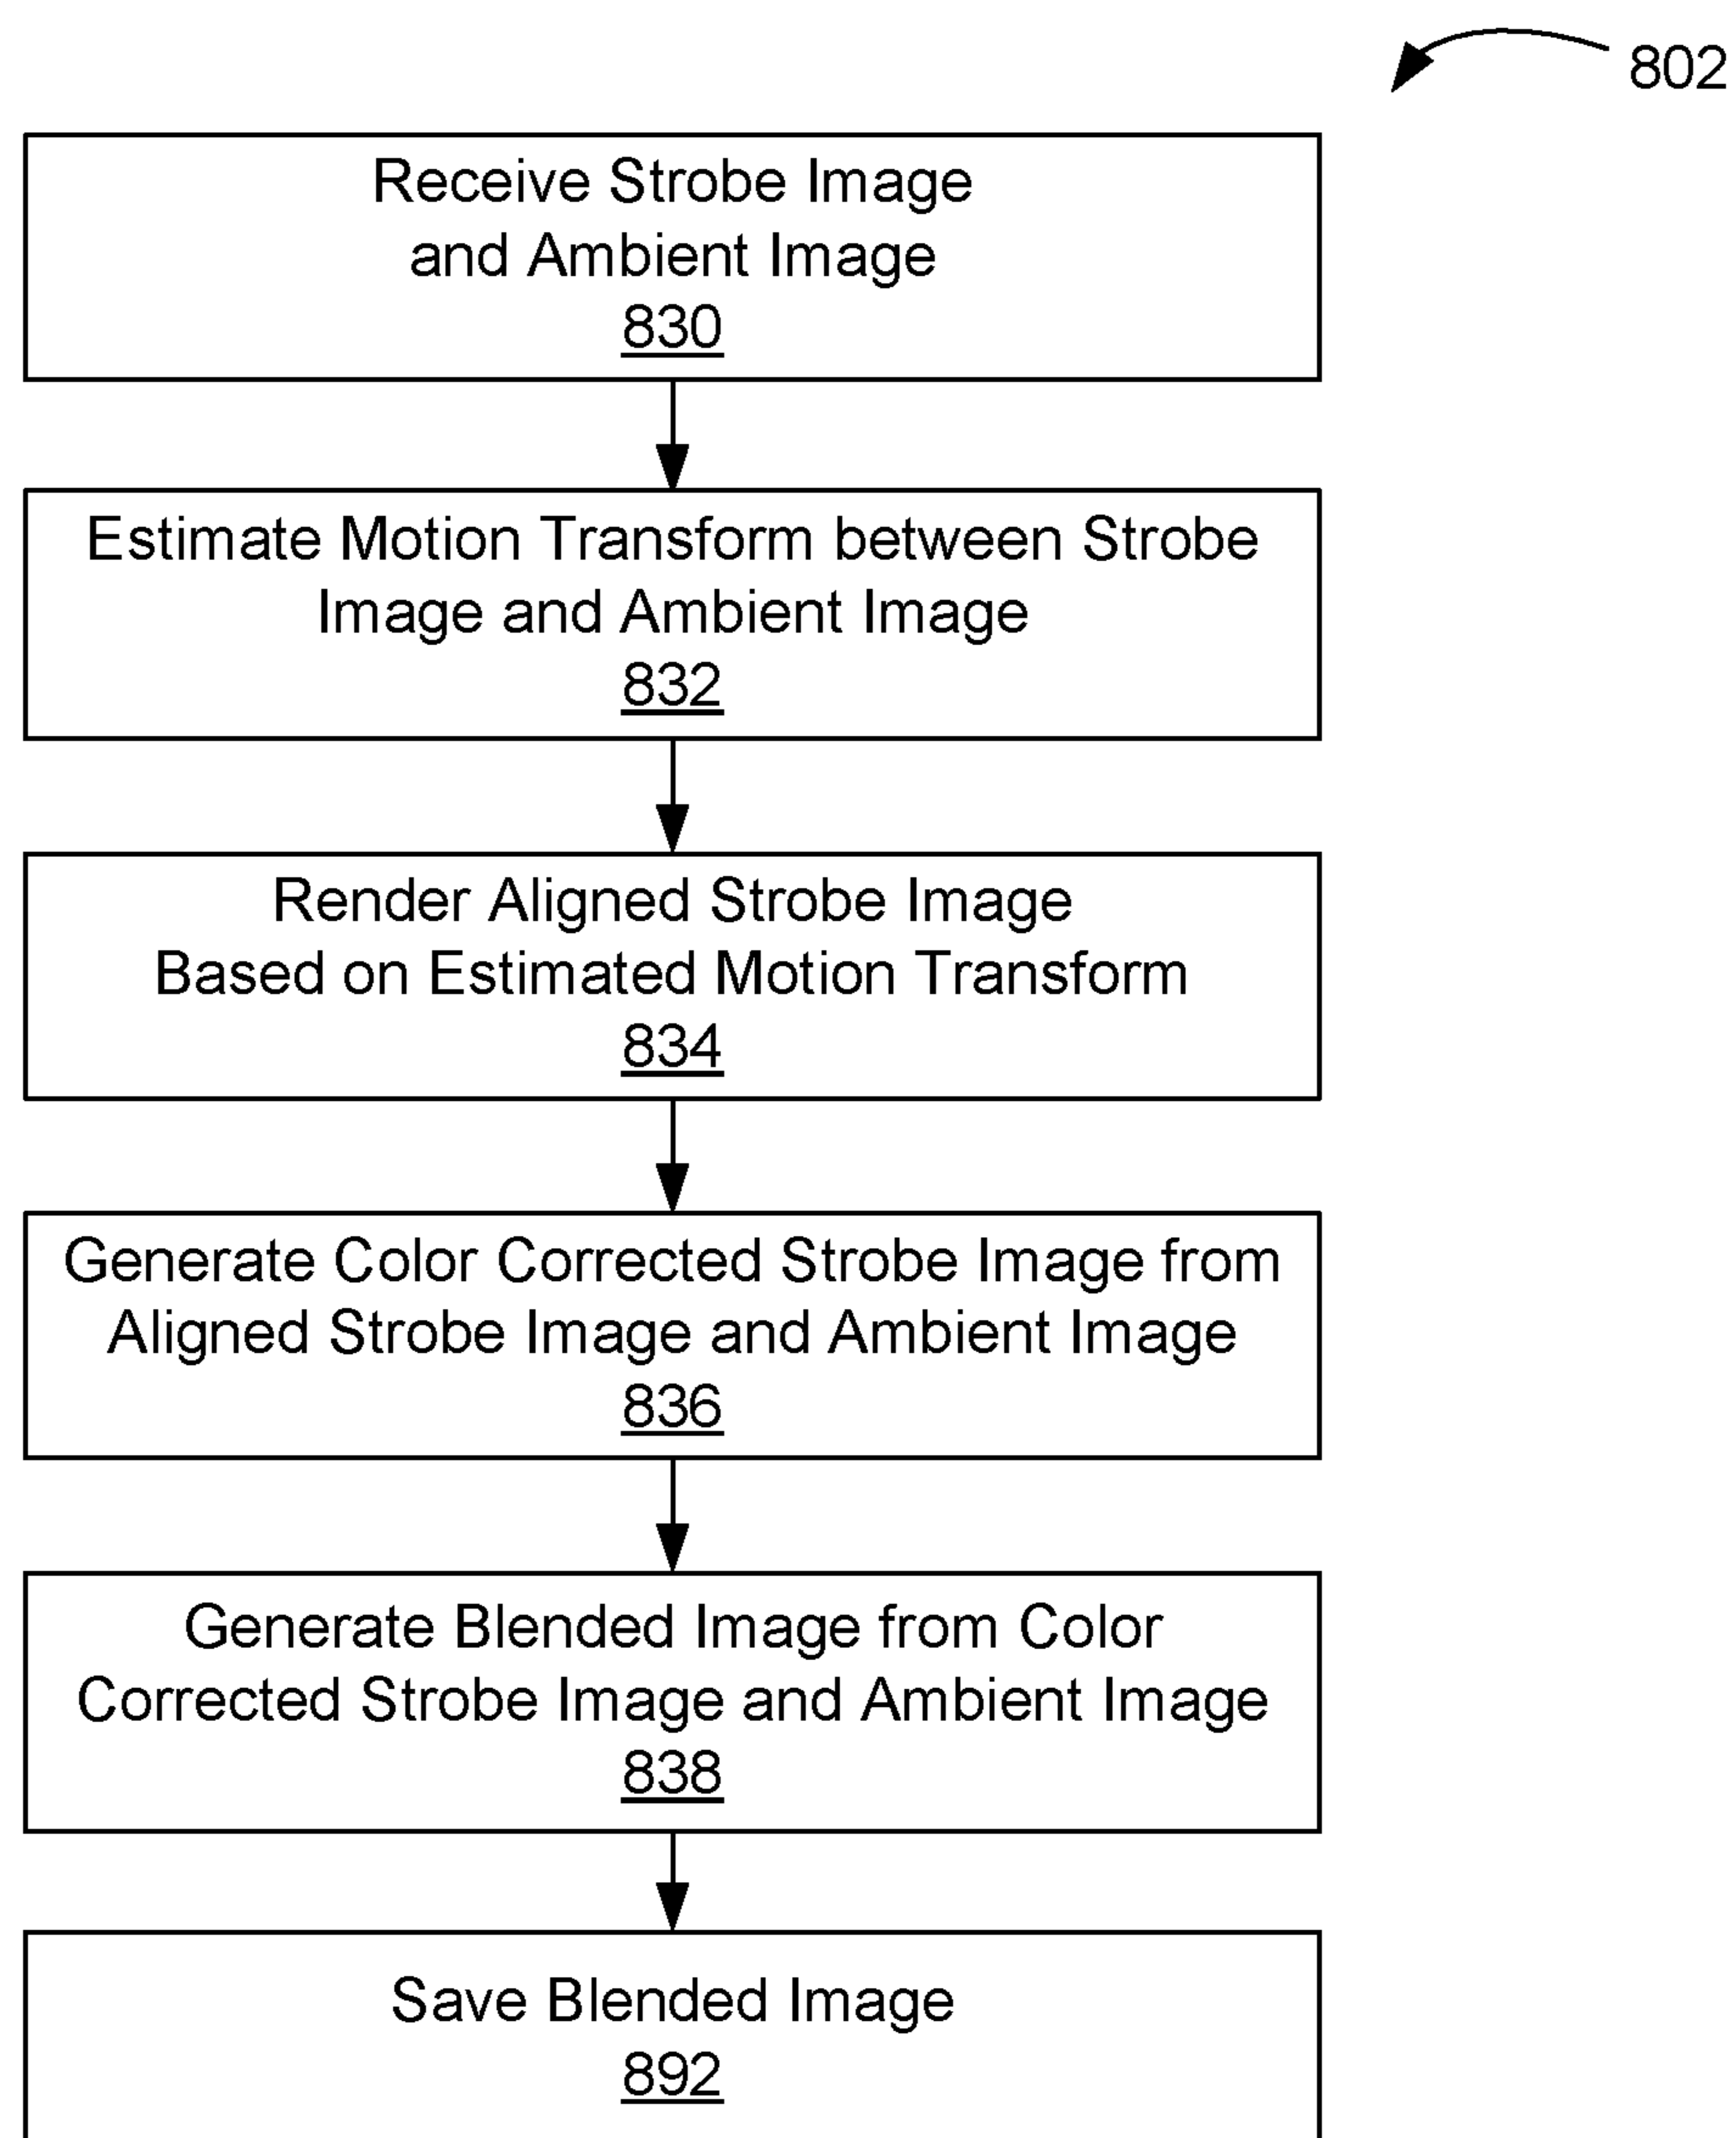 802
Receive Strobe Image
and Ambient Image
830
Estimate Motion Transform between Strobe
Image and Ambient Image
832
Render Aligned Strobe Image
Based on Estimated Motion Transform
834
Generate Color Corrected Strobe Image from
Aligned Strobe Image and Ambient Image
836
Generate Blended Image from Color
Corrected Strobe Image and Ambient Image
838
Save Blended Image
892